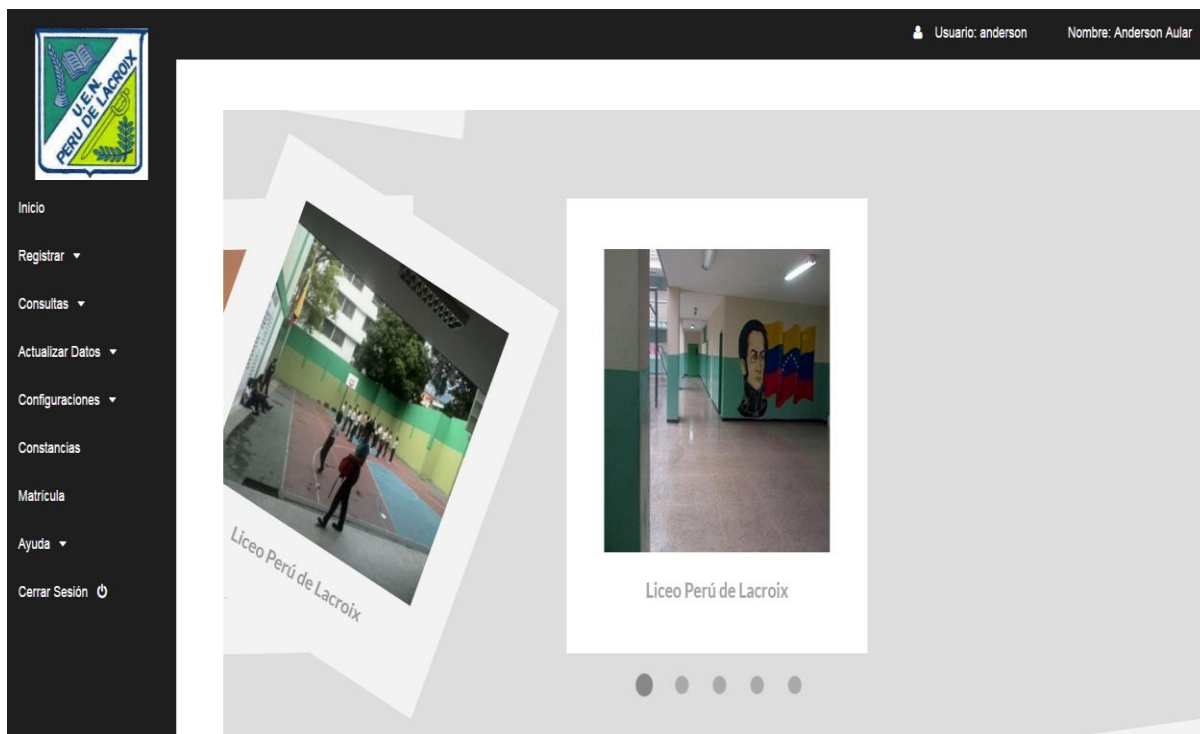 Usuario: anderson Nombre: Anderson Aular
U.E.N.
PERU DE LACROIX
Inicio
Registrar
Consultas
Actualizar Datos
Configuraciones
Constancias
Matrícula
Ayuda
Cerrar Sesión
Liceo Perú de Lacroix
Liceo Perú de Lacroix